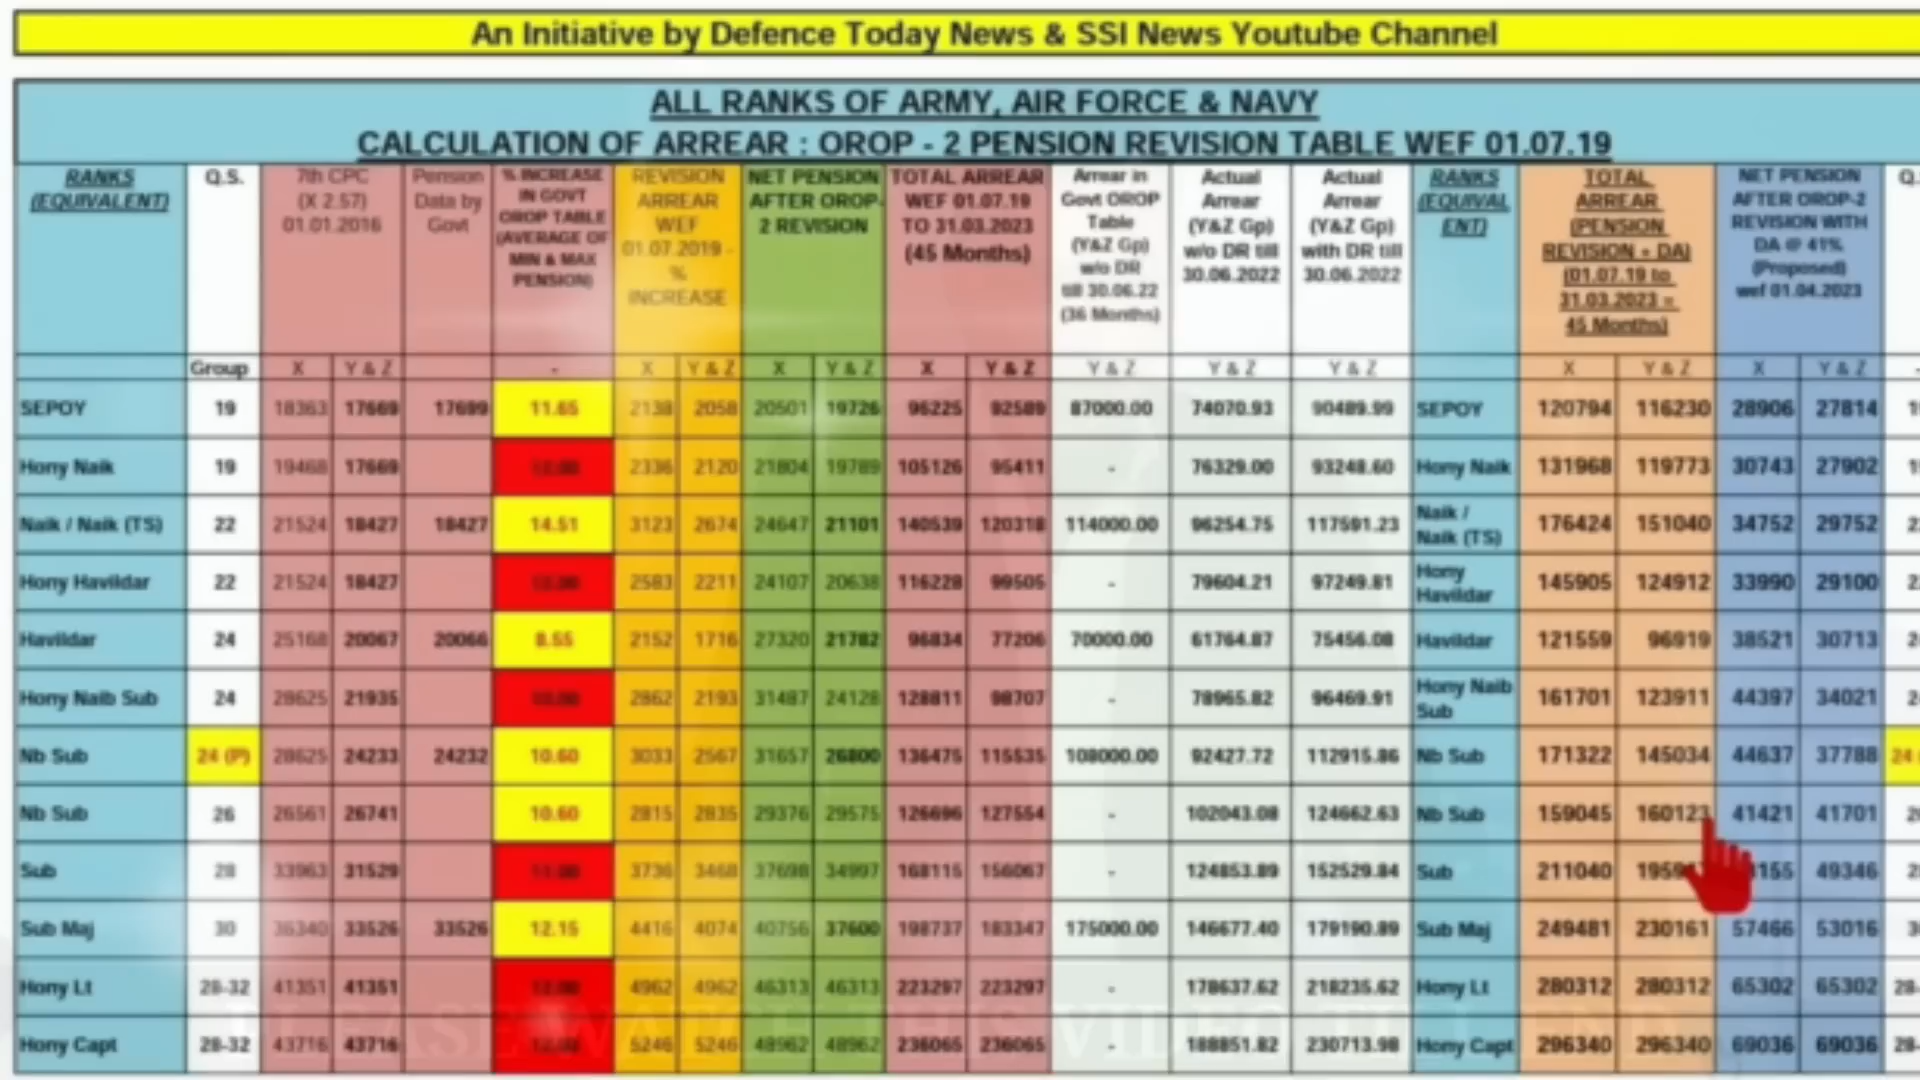 An Initiative by Defence Today News & SSI News Youtube Channel
ALL RANKS OF ARMY, AIR FORCE & NAVY
CALCULATION OF ARREAR : OROP - 2 PENSION REVISION TABLE WEF 01.07.19
RANKS (EQUIVALENT) Q.S. 7th CPC (X 2.57) 01.01.2016 Pension Data by Govt % INCREASE IN GOVT OROP TABLE (AVERAGE OF MIN & MAX PENSION) REVISION ARREAR WEF 01.07.2019 - % INCREASE NET PENSION AFTER OROP-2 REVISION TOTAL ARREAR WEF 01.07.19 TO 31.03.2023 (45 Months) Arrear in Govt OROP Table (Y&Z Gp) w/o DR till 30.06.22 (36 Months) Actual Arrear (Y&Z Gp) w/o DR till 30.06.2022 Actual Arrear (Y&Z Gp) with DR till 30.06.2022 RANKS (EQUIVALENT) TOTAL ARREAR (PENSION REVISION + DA) (01.07.19 to 31.03.2023 = 45 Months) NET PENSION AFTER OROP-2 REVISION WITH DA @ 41% (Proposed) wef 01.04.2023
Group X Y & Z - X Y & Z X Y & Z X Y & Z Y & Z Y & Z Y & Z X Y & Z X Y & Z
SEPOY 19 18363 17669 17699 11.65 2138 2058 20501 19726 96225 92589 87000.00 74070.93 90489.99 SEPOY 120794 116230 28906 27814
Hony Naik 19 19468 17669 12.00 2336 2120 21804 19789 105126 95411 - 76329.00 93248.60 Hony Naik 131968 119773 30743 27902
Naik / Naik (TS) 22 21524 18427 18427 14.51 3123 2674 24647 21101 140539 120318 114000.00 96254.75 117591.23 Naik / Naik (TS) 176424 151040 34752 29752
Hony Havildar 22 21524 18427 12.00 2583 2211 24107 20638 116228 99505 - 79604.21 97249.81 Hony Havildar 145905 124912 33990 29100
Havildar 24 25168 20067 20066 8.55 2152 1716 27320 21782 96834 77206 70000.00 61764.87 75456.08 Havildar 121559 96919 38521 30713
Hony Naib Sub 24 28625 21935 10.00 2862 2193 31487 24128 128811 98707 - 78965.82 96469.91 Hony Naib Sub 161701 123911 44397 34021
Nb Sub 24 (P) 28625 24233 24232 10.60 3033 2567 31657 26800 136475 115535 108000.00 92427.72 112915.86 Nb Sub 171322 145034 44637 37788
Nb Sub 26 26561 26741 10.60 2815 2835 29376 29575 126696 127554 - 102043.08 124662.63 Nb Sub 159045 160123 41421 41701
Sub 28 33963 31529 11.00 3736 3468 37698 34997 168115 156067 - 124853.89 152529.84 Sub 211040 49346
Sub Maj 30 36340 33526 33526 12.15 4416 4074 40756 37600 198737 183347 175000.00 146677.40 179190.89 Sub Maj 249481 230161 57466 53016
Hony Lt 28-32 41351 41351 12.00 4962 4962 46313 46313 223297 223297 - 178637.62 218235.62 Hony Lt 280312 280312 65302 65302
Hony Capt 28-32 43716 43716 12.00 5246 5246 48962 48962 236065 236065 - 188851.82 230713.98 Hony Capt 296340 296340 69036 69036